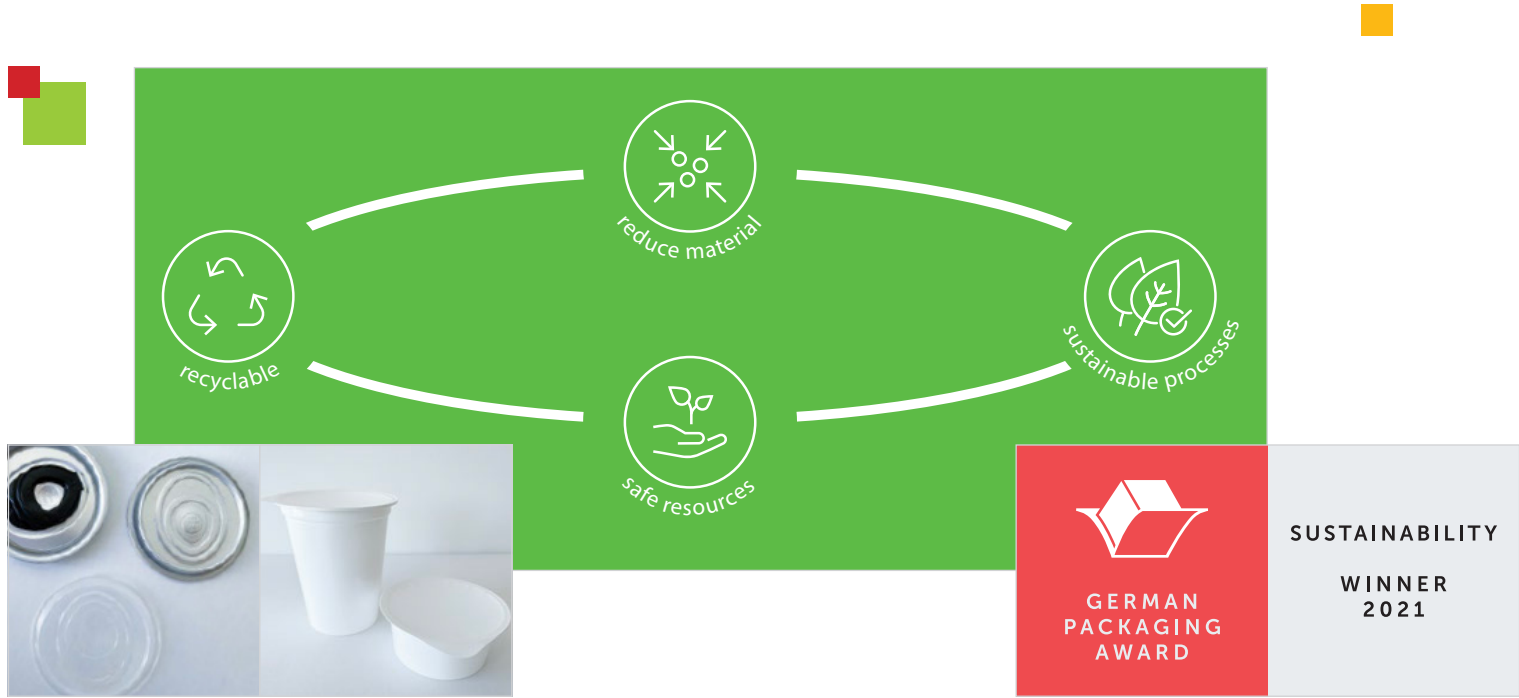 reduce material
recyclable
sustainable processes
safe resources
GERMAN
PACKAGING
AWARD
SUSTAINABILITY
WINNER
2021